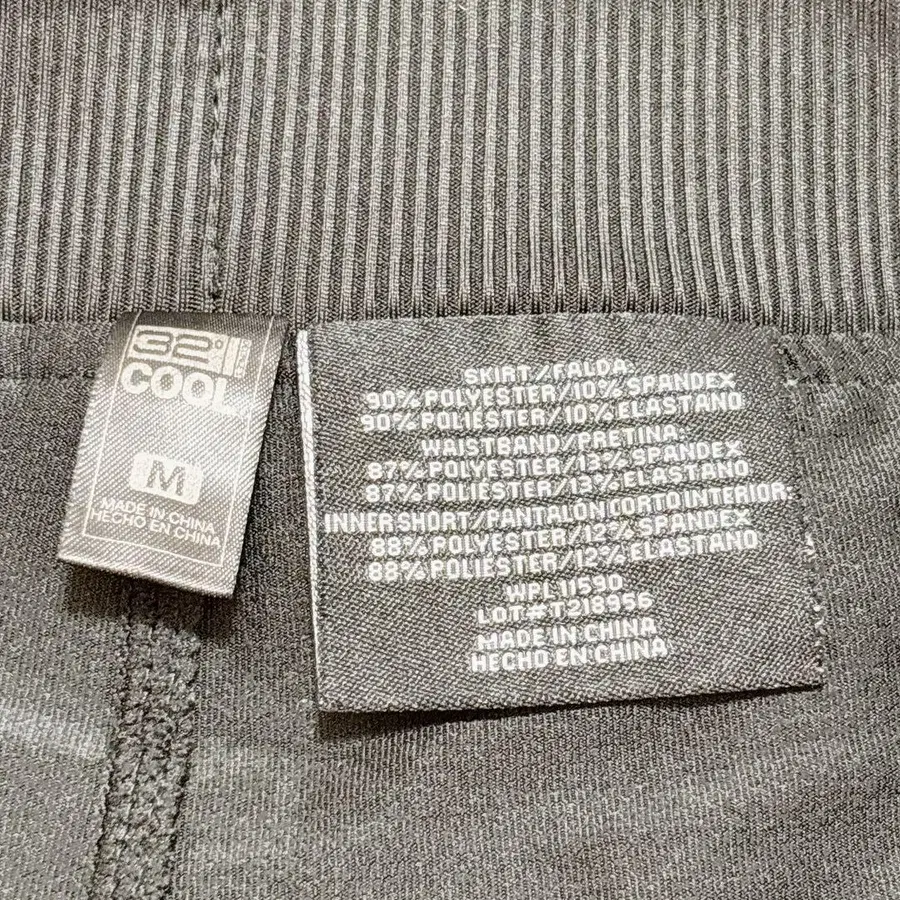 32°
COOL
M
MADE IN CHINA
HECHO EN CHINA
SKIRT/FALDA:
90% POLYESTER/10% SPANDEX
90% POLIESTER/10% ELASTANO
WAISTBAND/PRETINA:
87% POLYESTER/13% SPANDEX
87% POLIESTER/13% ELASTANO
INNER SHORT/PANTALON CORTO INTERIOR:
88% POLYESTER/12% SPANDEX
88% POLIESTER/12% ELASTANO
WPL11590
LOT#T218956
MADE IN CHINA
HECHO EN CHINA